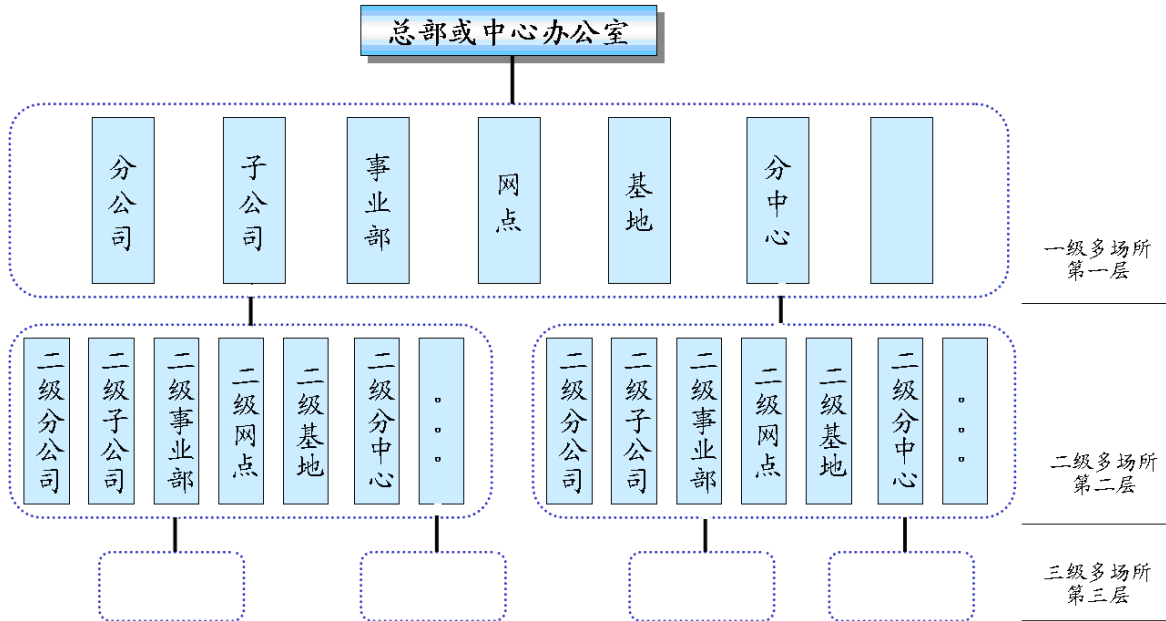 总部或中心办公室
分公司
子公司
事业部
网点
基地
分中心
一级多场所
第一层
二级分公司
二级子公司
二级事业部
二级网点
二级基地
二级分中心
。。。
二级分公司
二级子公司
二级事业部
二级网点
二级基地
二级分中心
。。。
二级多场所
第二层
三级多场所
第三层